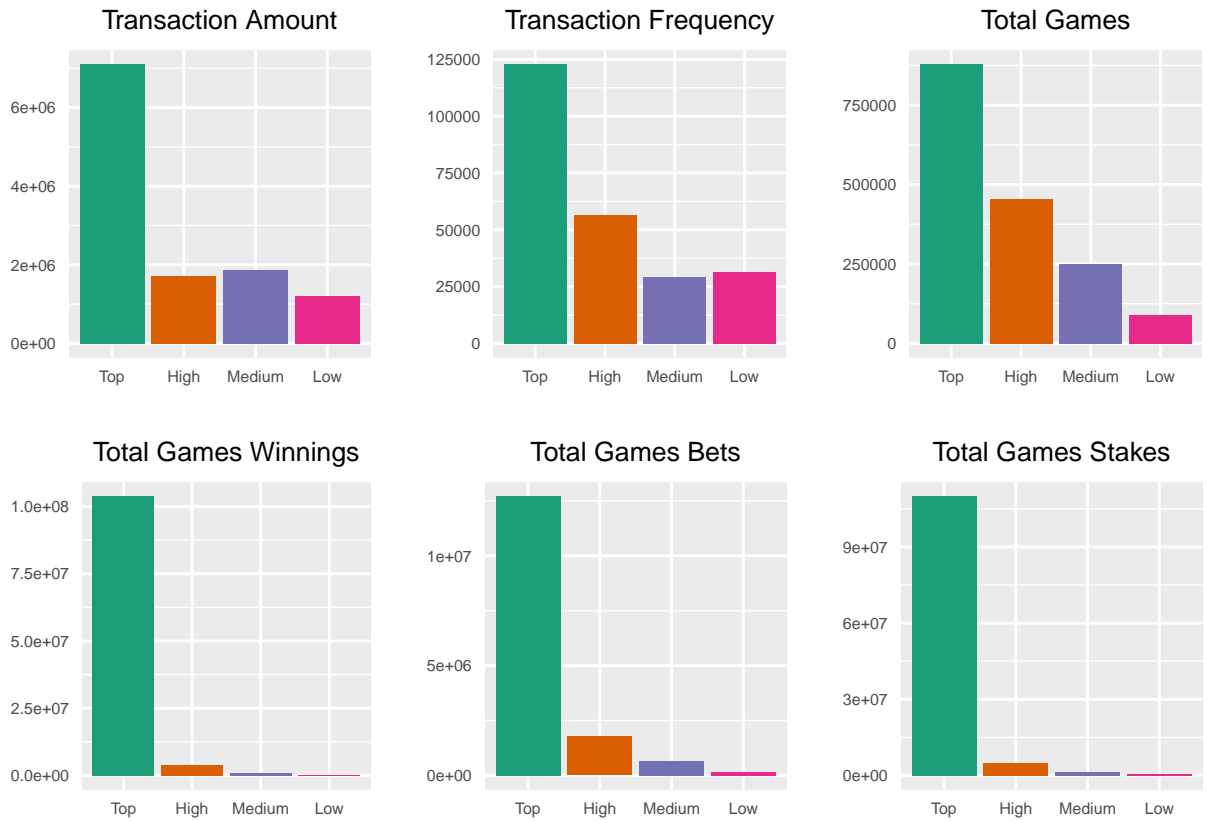 Transaction Amount
6e+06
4e+06
2e+06
0e+00
Top High Medium Low
Transaction Frequency
125000
100000
75000
50000
25000
0
Top High Medium Low
Total Games
750000
500000
250000
0
Top High Medium Low
Total Games Winnings
1.0e+08
7.5e+07
5.0e+07
2.5e+07
0.0e+00
Top High Medium Low
Total Games Bets
1e+07
5e+06
0e+00
Top High Medium Low
Total Games Stakes
9e+07
6e+07
3e+07
0e+00
Top High Medium Low